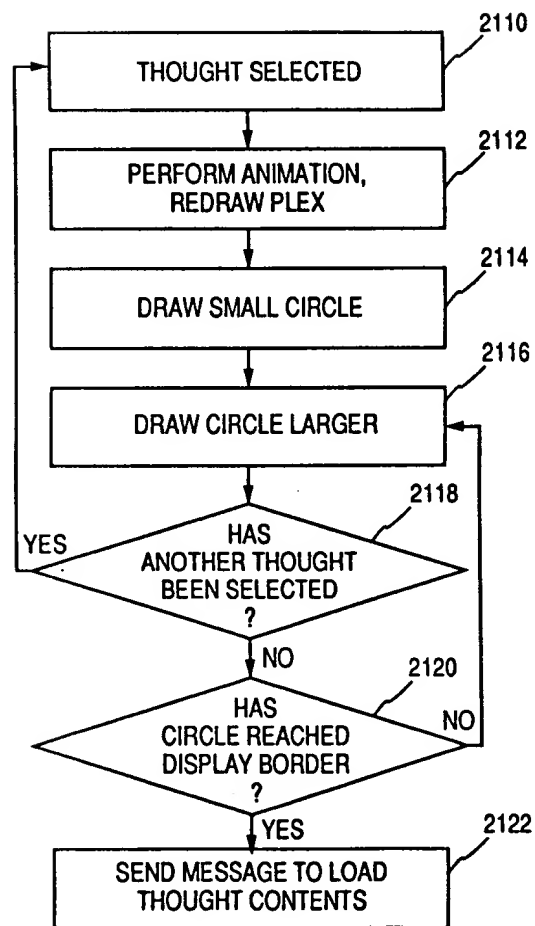 2110
THOUGHT SELECTED
2112
PERFORM ANIMATION,
REDRAW PLEX
2114
DRAW SMALL CIRCLE
2116
DRAW CIRCLE LARGER
2118
YES
HAS
ANOTHER THOUGHT
BEEN SELECTED
?
NO
2120
HAS
CIRCLE REACHED
DISPLAY BORDER
?
NO
YES
2122
SEND MESSAGE TO LOAD
THOUGHT CONTENTS